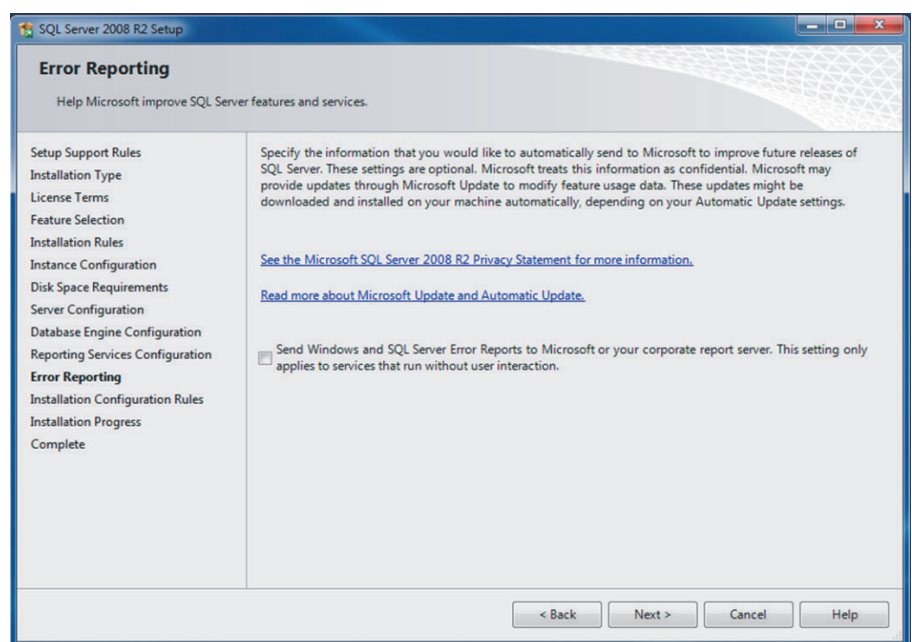 SQL Server 2008 R2 Setup
Error Reporting
Help Microsoft improve SQL Server features and services.
Setup Support Rules
Installation Type
License Terms
Feature Selection
Installation Rules
Instance Configuration
Disk Space Requirements
Server Configuration
Database Engine Configuration
Reporting Services Configuration
Error Reporting
Installation Configuration Rules
Installation Progress
Complete
Specify the information that you would like to automatically send to Microsoft to improve future releases of
SQL Server. These settings are optional. Microsoft treats this information as confidential. Microsoft may
provide updates through Microsoft Update to modify feature usage data. These updates might be
downloaded and installed on your machine automatically, depending on your Automatic Update settings.
See the Microsoft SQL Server 2008 R2 Privacy Statement for more information.
Read more about Microsoft Update and Automatic Update.
Send Windows and SQL Server Error Reports to Microsoft or your corporate report server. This setting only
applies to services that run without user interaction.
< Back
Next >
Cancel
Help